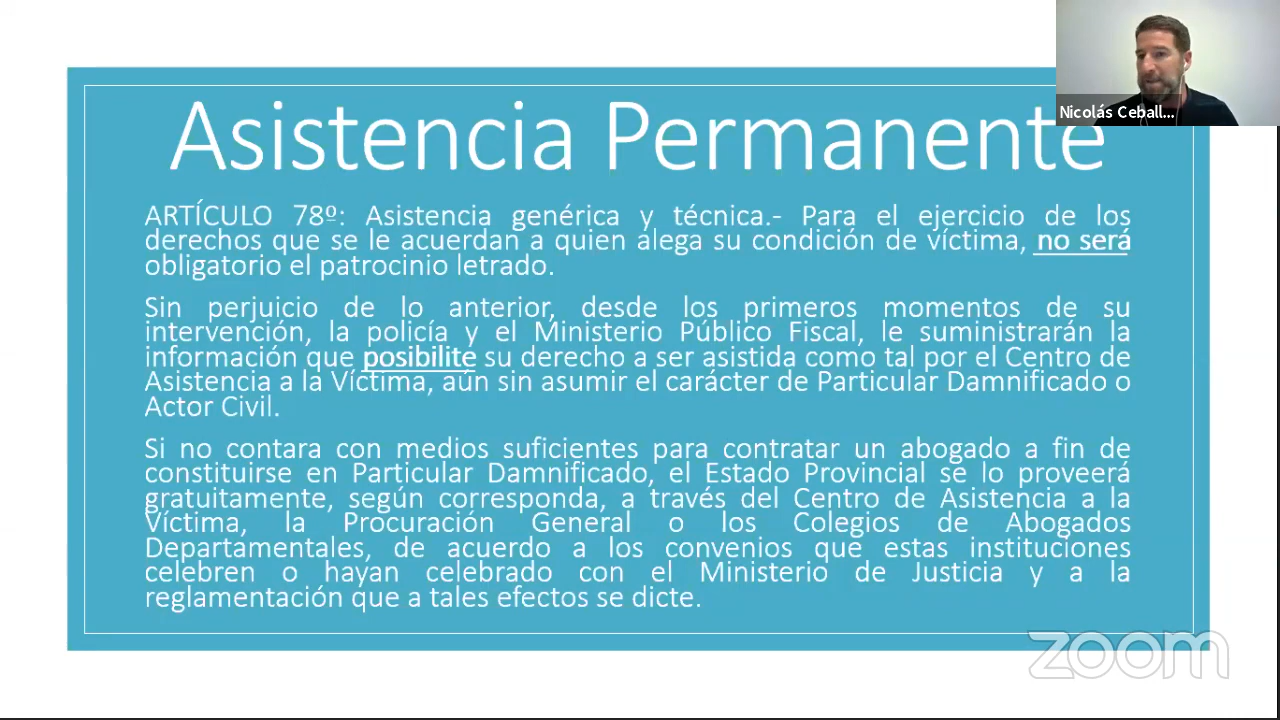 Asistencia Permanente
Nicolás Ceball...
ARTÍCULO 78º: Asistencia genérica y técnica.- Para el ejercicio de los
derechos que se le acuerdan a quien alega su condición de víctima, no será
obligatorio el patrocinio letrado.
Sin perjuicio de lo anterior, desde los primeros momentos de su
intervención, la policía y el Ministerio Público Fiscal, le suministrarán la
información que posibilite su derecho a ser asistida como tal por el Centro de
Asistencia a la Víctima, aún sin asumir el carácter de Particular Damnificado o
Actor Civil.
Si no contara con medios suficientes para contratar un abogado a fin de
constituirse en Particular Damnificado, el Estado Provincial se lo proveerá
gratuitamente, según corresponda, a través del Centro de Asistencia a la
Víctima, la Procuración General o los Colegios de Abogados
Departamentales, de acuerdo a los convenios que estas instituciones
celebren o hayan celebrado con el Ministerio de Justicia y a la
reglamentación que a tales efectos se dicte.
zoom